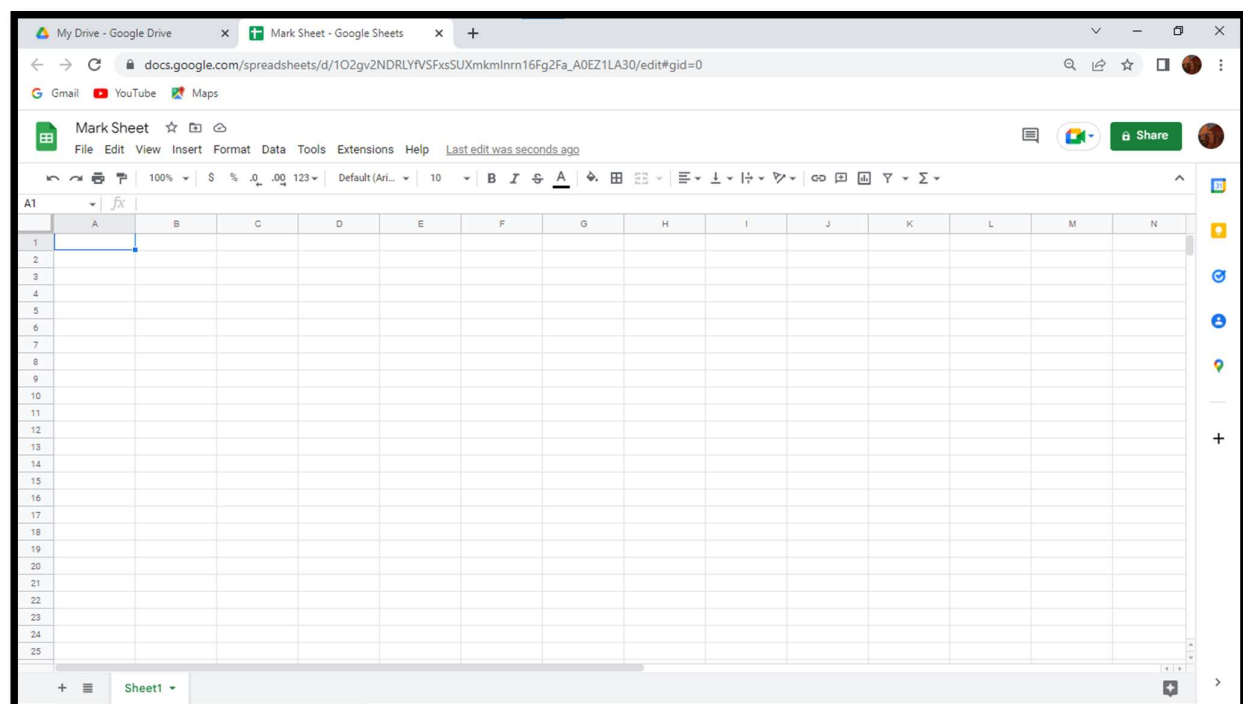 My Drive - Google Drive
Mark Sheet - Google Sheets
docs.google.com/spreadsheets/d/1O2gv2NDRLYfVSFxsSUXmkmlnrn16Fg2Fa_A0EZ1LA30/edit#gid=0
G Gmail YouTube Maps
Mark Sheet
Share
File Edit View Insert Format Data Tools Extensions Help Last edit was seconds ago
100% $ % .0 .00 123 Default (Ari... 10 B I S A Σ
31
A1 fx
A B C D E F G H I J K L M N
1
2
3
4
5
6
7
8
9
10
11
12
13
14
15
16
17
18
19
20
21
22
23
24
25
Sheet1